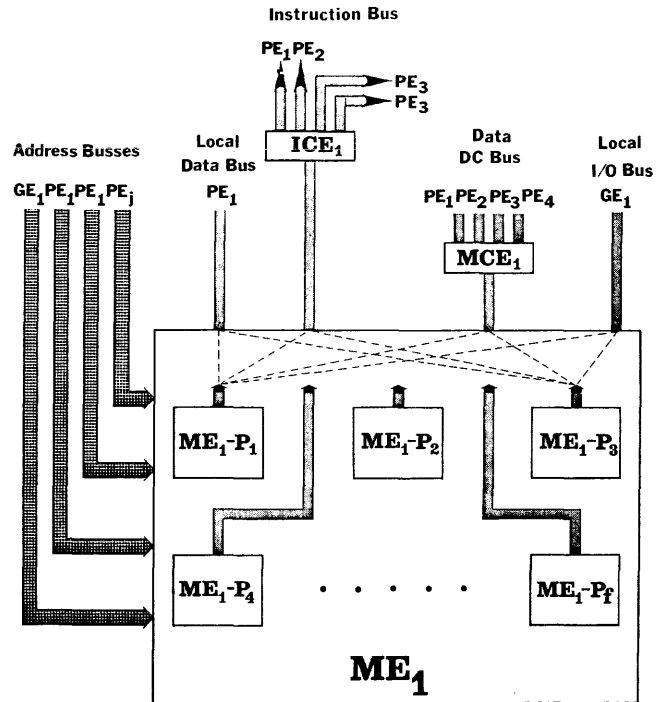 Instruction Bus
PE₁ PE₂
PE₃
PE₃
ICE₁
Address Busses
GE₁ PE₁ PE₁ PEⱼ
Local
Data Bus
PE₁
Data
DC Bus
PE₁ PE₂ PE₃ PE₄
MCE₁
Local
I/O Bus
GE₁
ME₁-P₁
ME₁-P₂
ME₁-P₃
ME₁-P₄
. . . . .
ME₁-Pf
ME₁